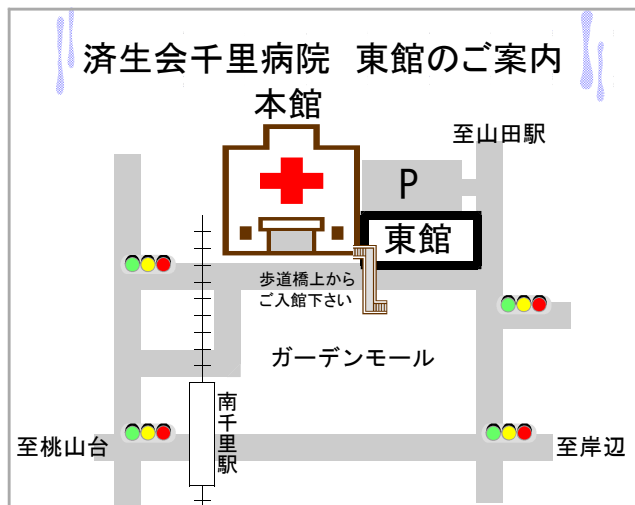 済生会千里病院 東館のご案内
本館
至山田駅
P
東館
歩道橋上から
ご入館下さい
ガーデンモール
南千里駅
至桃山台
至岸辺